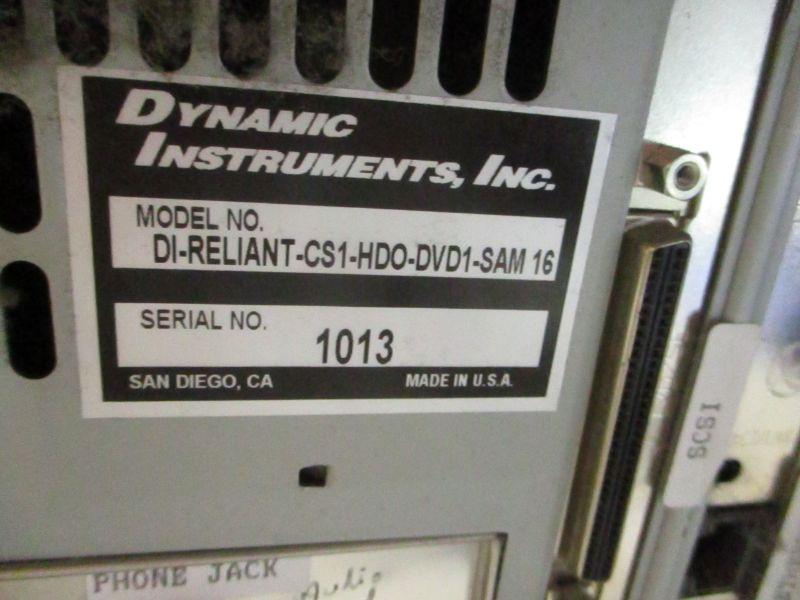 DYNAMIC
INSTRUMENTS, INC.
MODEL NO.
DI-RELIANT-CS1-HDO-DVD1-SAM 16
SERIAL NO.
1013
SAN DIEGO, CA MADE IN U.S.A.
SCSI
PHONE JACK
Audio